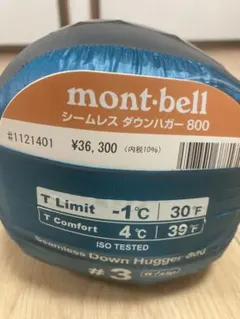 mont-bell
シームレス ダウンハガー 800
#1121401
¥36,300 (内税10%)
T Limit -1℃ 30°F
T Comfort 4℃ 39°F
ISO TESTED
Seamless Down Hugger 800
#3
R/ZIP